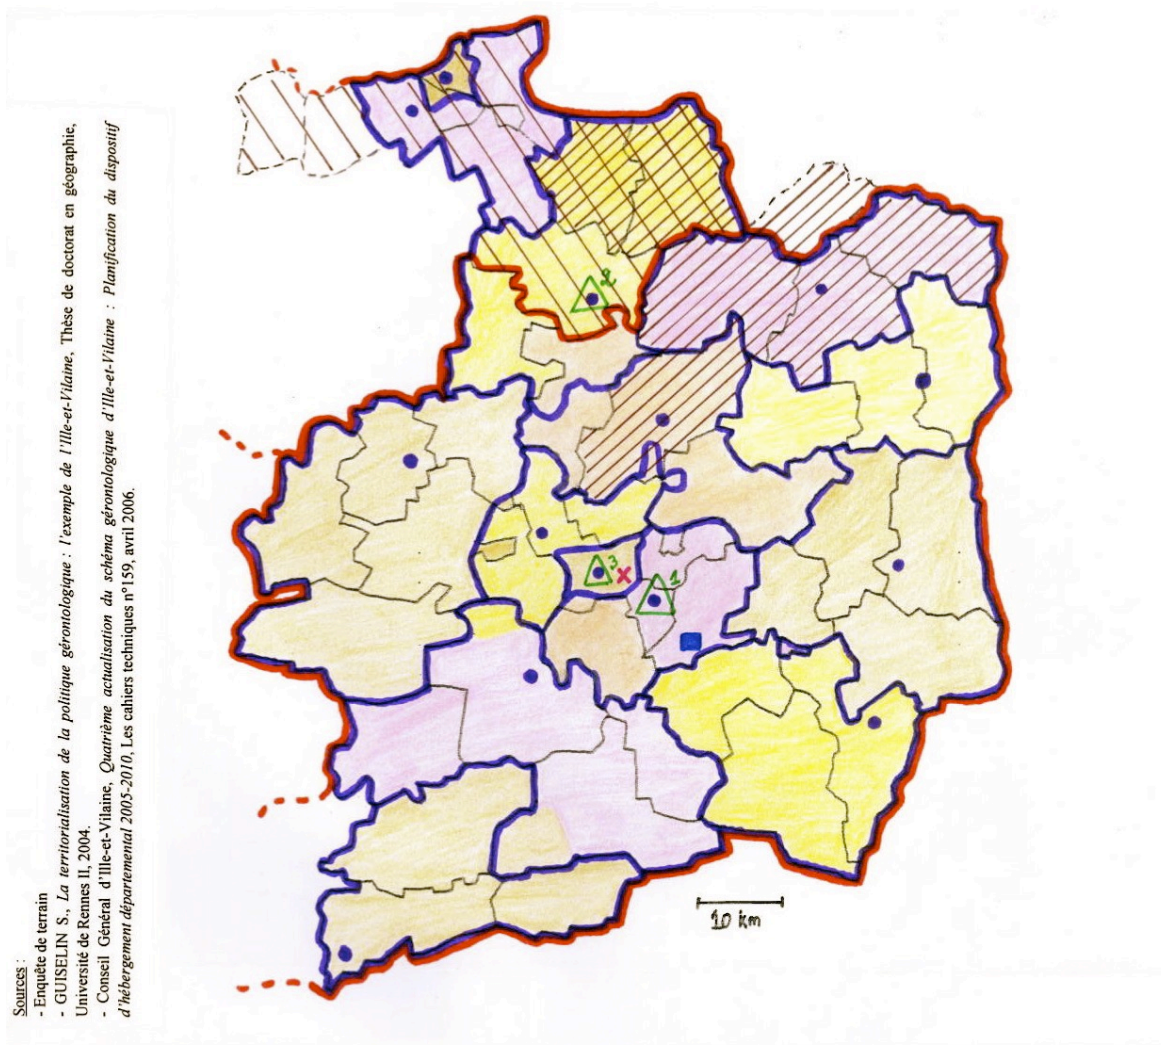 Sources :
- Enquête de terrain
- GUISELIN S., La territorialisation de la politique gérontologique : l'exemple de l'Ille-et-Vilaine, Thèse de doctorat en géographie,
Université de Rennes II, 2004.
- Conseil Général d'Ille-et-Vilaine, Quatrième actualisation du schéma gérontologique d'Ille-et-Vilaine : Planification du dispositif
d'hébergement départemental 2005-2010, Les cahiers techniques n°159, avril 2006.
2
3
1
10 km